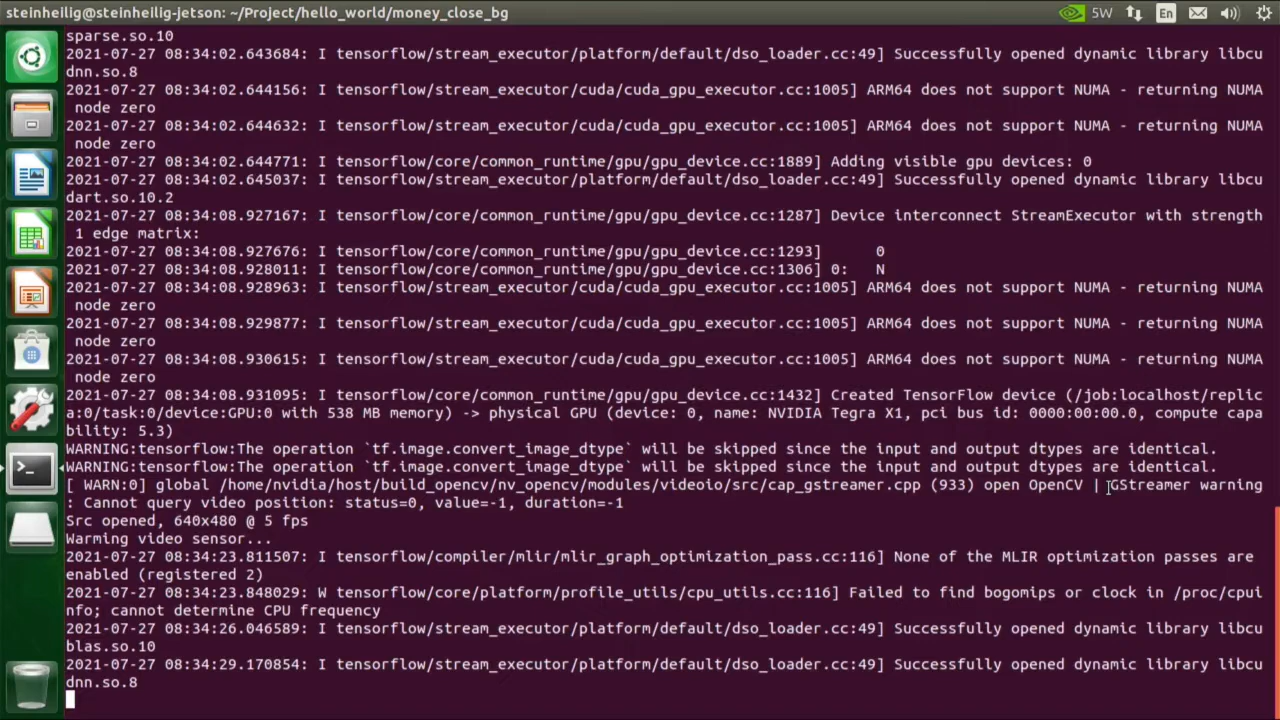 steinheilig@steinheilig-jetson: ~/Project/hello_world/money_close_bg
5W
En
sparse.so.10
2021-07-27 08:34:02.643684: I tensorflow/stream_executor/platform/default/dso_loader.cc:49] Successfully opened dynamic library libcu
dnn.so.8
2021-07-27 08:34:02.644156: I tensorflow/stream_executor/cuda/cuda_gpu_executor.cc:1005] ARM64 does not support NUMA - returning NUMA
node zero
2021-07-27 08:34:02.644632: I tensorflow/stream_executor/cuda/cuda_gpu_executor.cc:1005] ARM64 does not support NUMA - returning NUMA
node zero
2021-07-27 08:34:02.644771: I tensorflow/core/common_runtime/gpu/gpu_device.cc:1889] Adding visible gpu devices: 0
2021-07-27 08:34:02.645037: I tensorflow/stream_executor/platform/default/dso_loader.cc:49] Successfully opened dynamic library libcu
dart.so.10.2
2021-07-27 08:34:08.927167: I tensorflow/core/common_runtime/gpu/gpu_device.cc:1287] Device interconnect StreamExecutor with strength
1 edge matrix:
2021-07-27 08:34:08.927676: I tensorflow/core/common_runtime/gpu/gpu_device.cc:1293]      0
2021-07-27 08:34:08.928011: I tensorflow/core/common_runtime/gpu/gpu_device.cc:1306] 0:   N
2021-07-27 08:34:08.928963: I tensorflow/stream_executor/cuda/cuda_gpu_executor.cc:1005] ARM64 does not support NUMA - returning NUMA
node zero
2021-07-27 08:34:08.929877: I tensorflow/stream_executor/cuda/cuda_gpu_executor.cc:1005] ARM64 does not support NUMA - returning NUMA
node zero
2021-07-27 08:34:08.930615: I tensorflow/stream_executor/cuda/cuda_gpu_executor.cc:1005] ARM64 does not support NUMA - returning NUMA
node zero
2021-07-27 08:34:08.931095: I tensorflow/core/common_runtime/gpu/gpu_device.cc:1432] Created TensorFlow device (/job:localhost/replic
a:0/task:0/device:GPU:0 with 538 MB memory) -> physical GPU (device: 0, name: NVIDIA Tegra X1, pci bus id: 0000:00:00.0, compute capa
bility: 5.3)
WARNING:tensorflow:The operation `tf.image.convert_image_dtype` will be skipped since the input and output dtypes are identical.
WARNING:tensorflow:The operation `tf.image.convert_image_dtype` will be skipped since the input and output dtypes are identical.
[ WARN:0] global /home/nvidia/host/build_opencv/nv_opencv/modules/videoio/src/cap_gstreamer.cpp (933) open OpenCV | GStreamer warning
: Cannot query video position: status=0, value=-1, duration=-1
Src opened, 640x480 @ 5 fps
Warming video sensor...
2021-07-27 08:34:23.811507: I tensorflow/compiler/mlir/mlir_graph_optimization_pass.cc:116] None of the MLIR optimization passes are
enabled (registered 2)
2021-07-27 08:34:23.848029: W tensorflow/core/platform/profile_utils/cpu_utils.cc:116] Failed to find bogomips or clock in /proc/cpui
nfo; cannot determine CPU frequency
2021-07-27 08:34:26.046589: I tensorflow/stream_executor/platform/default/dso_loader.cc:49] Successfully opened dynamic library libcu
blas.so.10
2021-07-27 08:34:29.170854: I tensorflow/stream_executor/platform/default/dso_loader.cc:49] Successfully opened dynamic library libcu
dnn.so.8